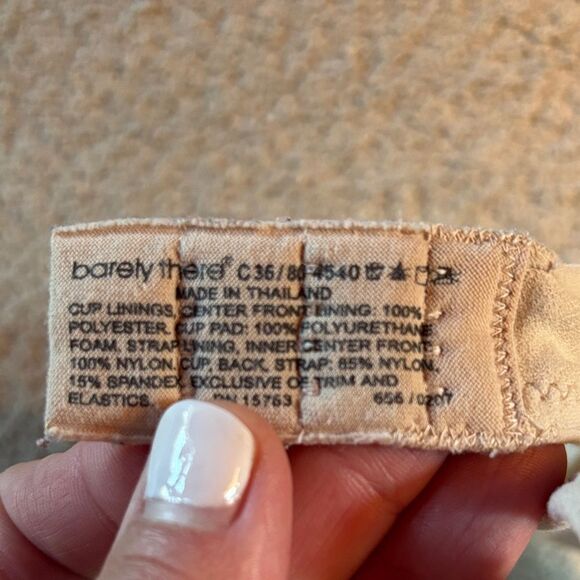 barely there® C 36/80 4540
MADE IN THAILAND
CUP LININGS, CENTER FRONT LINING: 100%
POLYESTER, CUP PAD: 100% POLYURETHANE
FOAM, STRAP LINING, INNER CENTER FRONT:
100% NYLON, CUP, BACK, STRAP: 85% NYLON,
15% SPANDEX, EXCLUSIVE OF TRIM AND
ELASTICS. RN 15763 656 / 0207